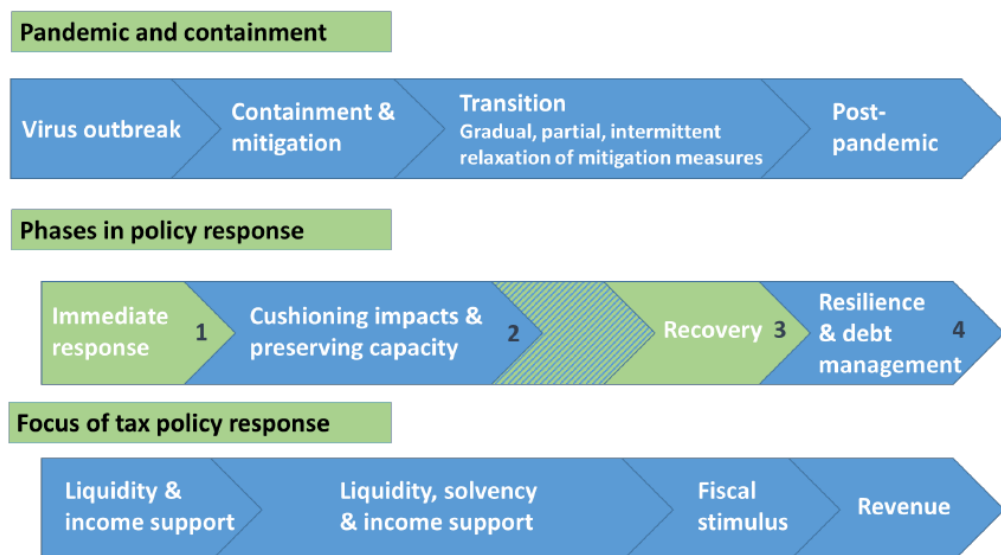 Pandemic and containment
Virus outbreak
Containment &
mitigation
Transition
Gradual, partial, intermittent
relaxation of mitigation measures
Post-
pandemic
Phases in policy response
Immediate
response
1
Cushioning impacts &
preserving capacity
2
Recovery
3
Resilience
& debt
management
4
Focus of tax policy response
Liquidity &
income support
Liquidity, solvency
& income support
Fiscal
stimulus
Revenue